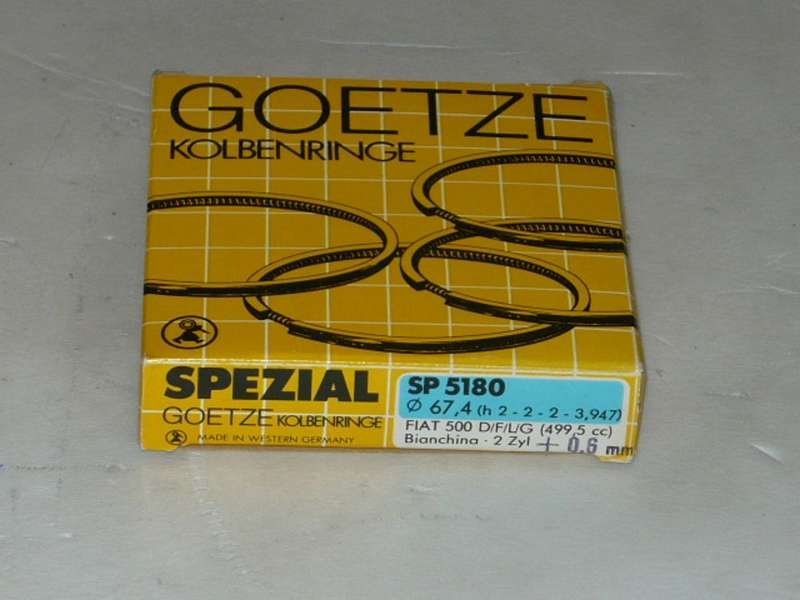 GOETZE
KOLBENRINGE
SPEZIAL
GOETZE KOLBENRINGE
MADE IN WESTERN GERMANY
SP 5180
Ø 67,4 (h 2 - 2 - 2 - 3,947)
FIAT 500 D/F/L/G (499,5 cc)
Bianchina · 2 Zyl + 0.6 mm